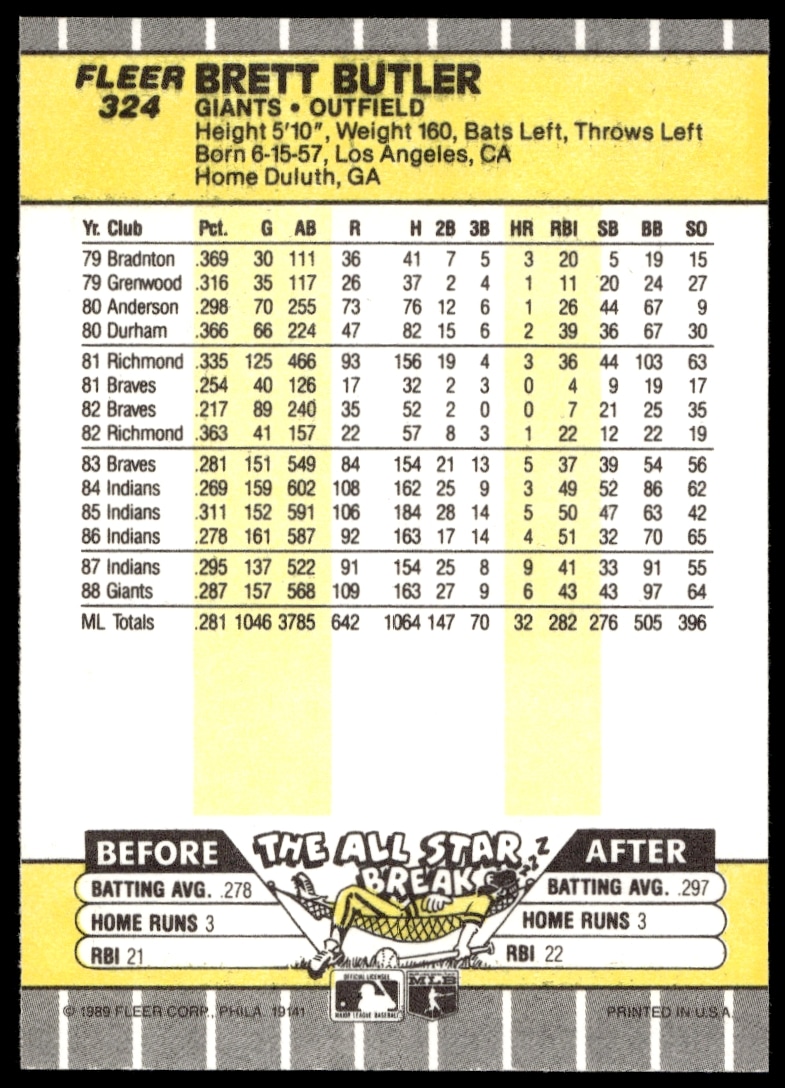 FLEER BRETT BUTLER
324 GIANTS • OUTFIELD
Height 5'10", Weight 160, Bats Left, Throws Left
Born 6-15-57, Los Angeles, CA
Home Duluth, GA
Yr. Club Pct. G AB R H 2B 3B HR RBI SB BB SO
79 Bradnton .369 30 111 36 41 7 5 3 20 5 19 15
79 Grenwood .316 35 117 26 37 2 4 1 11 20 24 27
80 Anderson .298 70 255 73 76 12 6 1 26 44 67 9
80 Durham .366 66 224 47 82 15 6 2 39 36 67 30
81 Richmond .335 125 466 93 156 19 4 3 36 44 103 63
81 Braves .254 40 126 17 32 2 3 0 4 9 19 17
82 Braves .217 89 240 35 52 2 0 0 7 21 25 35
82 Richmond .363 41 157 22 57 8 3 1 22 12 22 19
83 Braves .281 151 549 84 154 21 13 5 37 39 54 56
84 Indians .269 159 602 108 162 25 9 3 49 52 86 62
85 Indians .311 152 591 106 184 28 14 5 50 47 63 42
86 Indians .278 161 587 92 163 17 14 4 51 32 70 65
87 Indians .295 137 522 91 154 25 8 9 41 33 91 55
88 Giants .287 157 568 109 163 27 9 6 43 43 97 64
ML Totals .281 1046 3785 642 1064 147 70 32 282 276 505 396
THE ALL STAR BREAK
ZZZ
BEFORE
BATTING AVG. .278
HOME RUNS 3
RBI 21
AFTER
BATTING AVG. .297
HOME RUNS 3
RBI 22
OFFICIAL LICENSEE
MAJOR LEAGUE BASEBALL
MLB
© 1989 FLEER CORP., PHILA. 19141
PRINTED IN U.S.A.